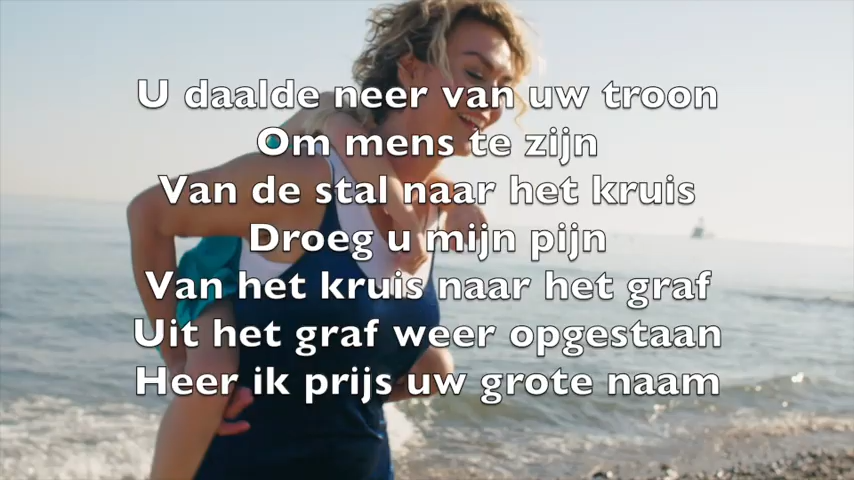 U daalde neer van uw troon
Om mens te zijn
Van de stal naar het kruis
Droeg u mijn pijn
Van het kruis naar het graf
Uit het graf weer opgestaan
Heer ik prijs uw grote naam